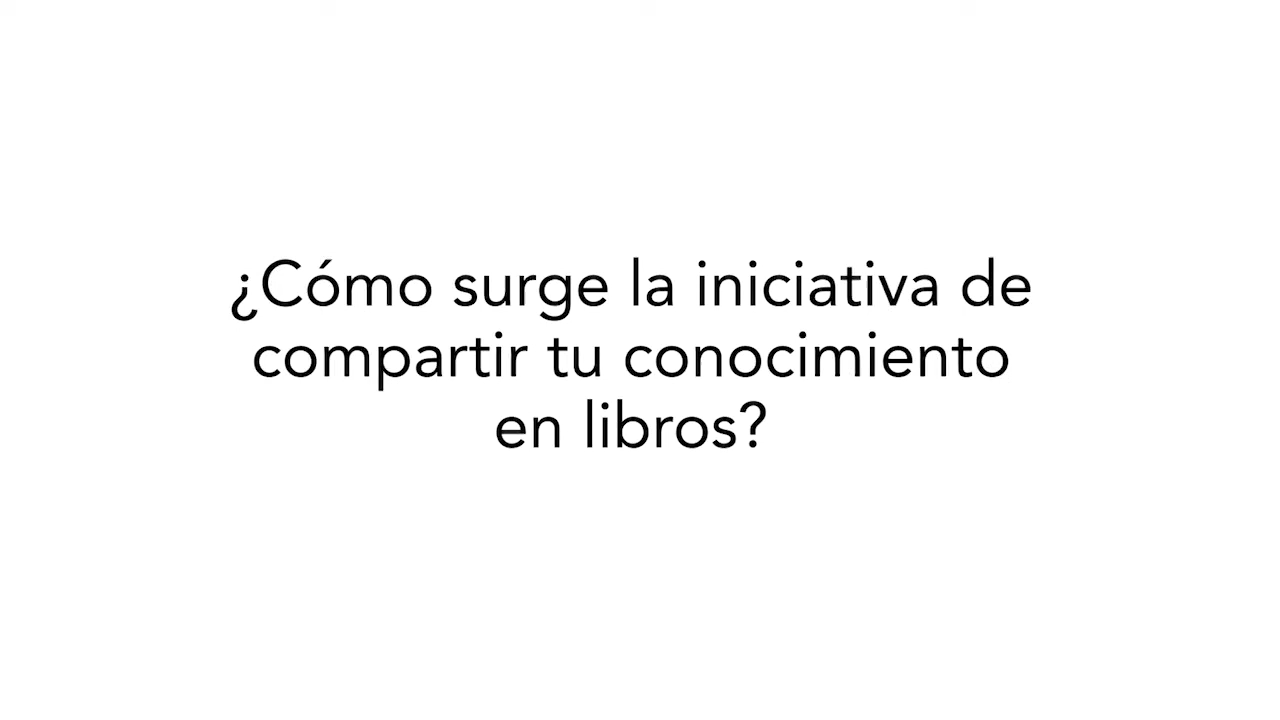 ¿Cómo surge la iniciativa de
compartir tu conocimiento
en libros?